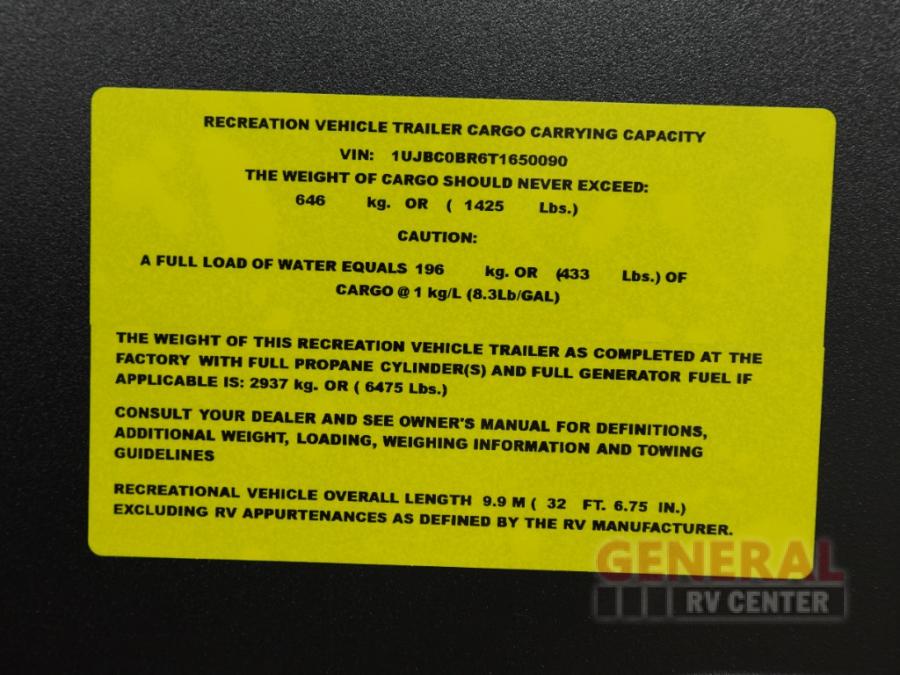 RECREATION VEHICLE TRAILER CARGO CARRYING CAPACITY
VIN: 1UJBC0BR6T1650090
THE WEIGHT OF CARGO SHOULD NEVER EXCEED:
646 kg. OR ( 1425 Lbs.)
CAUTION:
A FULL LOAD OF WATER EQUALS 196 kg. OR (433 Lbs.) OF
CARGO @ 1 kg/L (8.3Lb/GAL)
THE WEIGHT OF THIS RECREATION VEHICLE TRAILER AS COMPLETED AT THE
FACTORY WITH FULL PROPANE CYLINDER(S) AND FULL GENERATOR FUEL IF
APPLICABLE IS: 2937 kg. OR ( 6475 Lbs.)
CONSULT YOUR DEALER AND SEE OWNER'S MANUAL FOR DEFINITIONS,
ADDITIONAL WEIGHT, LOADING, WEIGHING INFORMATION AND TOWING
GUIDELINES
RECREATIONAL VEHICLE OVERALL LENGTH 9.9 M ( 32 FT. 6.75 IN.)
EXCLUDING RV APPURTENANCES AS DEFINED BY THE RV MANUFACTURER.
GENERAL
RV CENTER